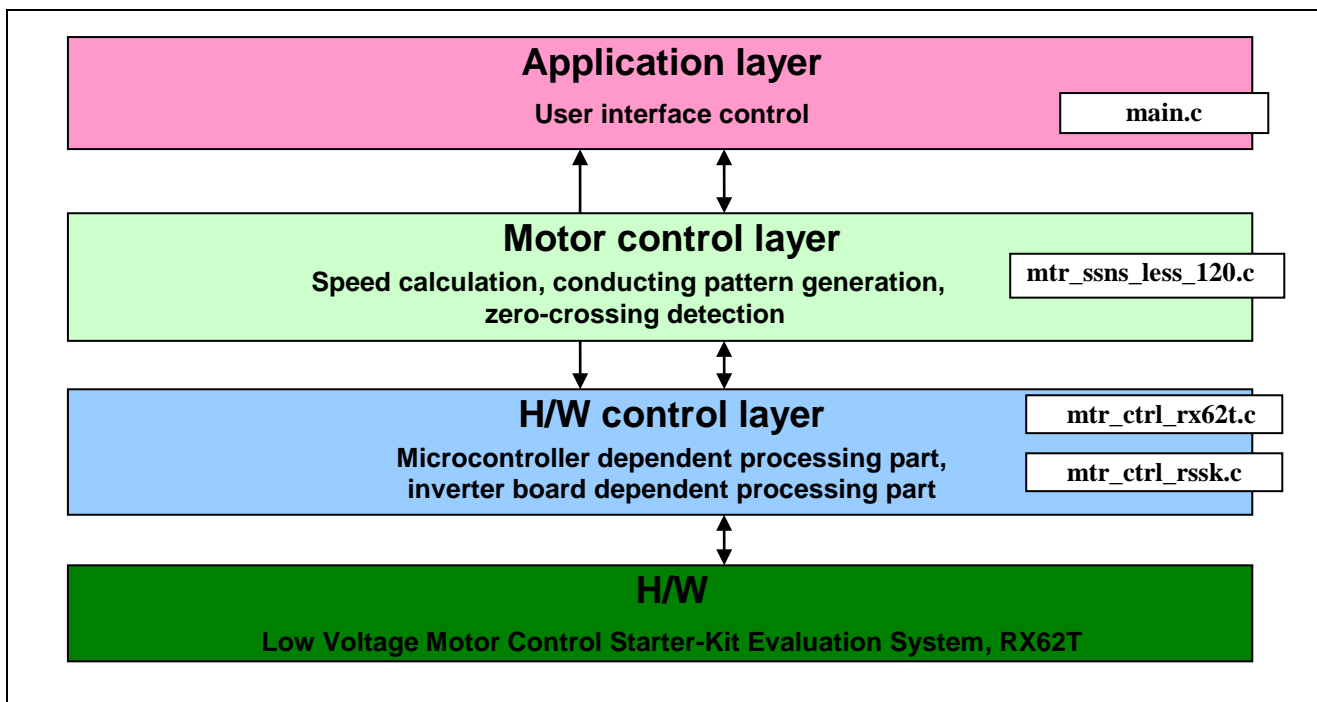 Application layer
User interface control
main.c
Motor control layer
Speed calculation, conducting pattern generation,
zero-crossing detection
mtr_ssns_less_120.c
H/W control layer
Microcontroller dependent processing part,
inverter board dependent processing part
mtr_ctrl_rx62t.c
mtr_ctrl_rssk.c
H/W
Low Voltage Motor Control Starter-Kit Evaluation System, RX62T